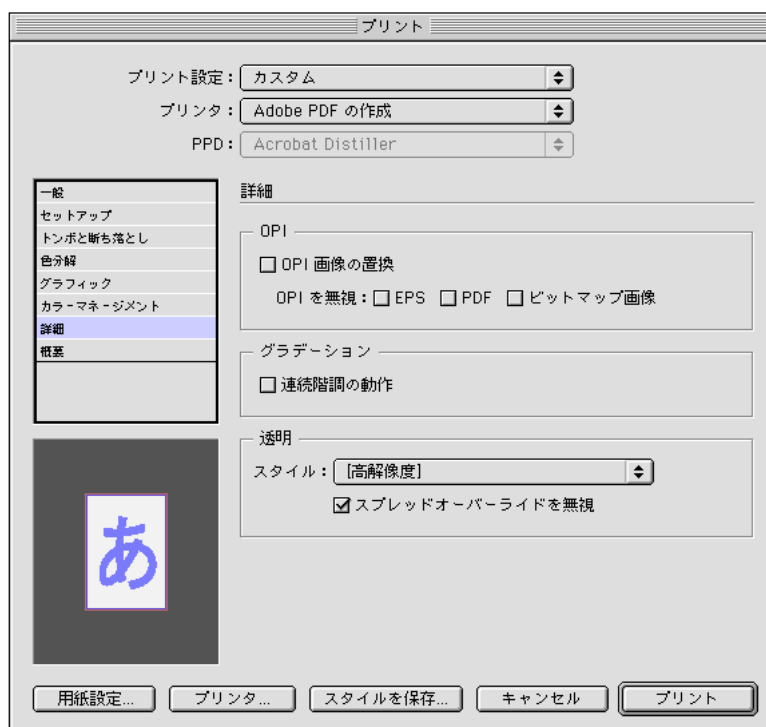 プリント
プリント設定: カスタム
プリンタ: Adobe PDF の作成
PPD: Acrobat Distiller
一般
セットアップ
トンボと断ち落とし
色分解
グラフィック
カラーマネージメント
詳細
概要
詳細
OPI
OPI 画像の置換
OPI を無視: EPS PDF ビットマップ画像
グラデーション
連続階調の動作
透明
スタイル: [高解像度]
スプレッドオーバーライドを無視
あ
用紙設定... プリンタ... スタイルを保存... キャンセル プリント